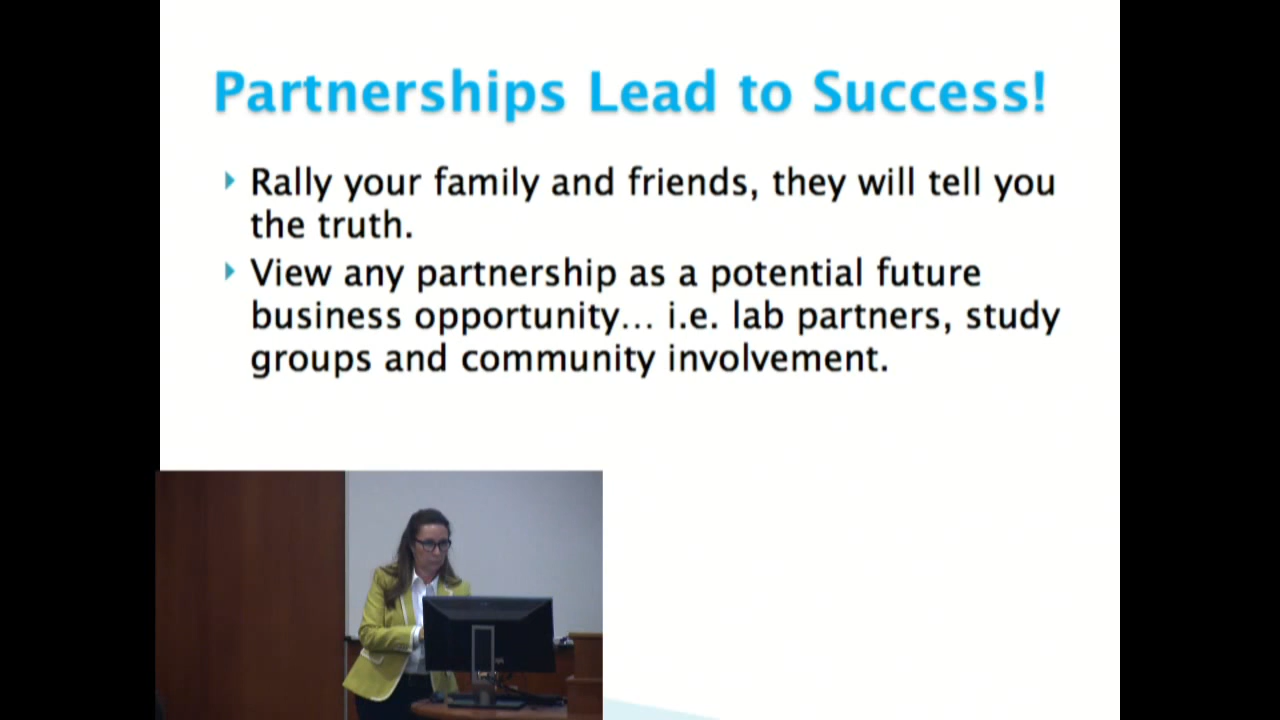 Partnerships Lead to Success!
Rally your family and friends, they will tell you
the truth.
View any partnership as a potential future
business opportunity... i.e. lab partners, study
groups and community involvement.